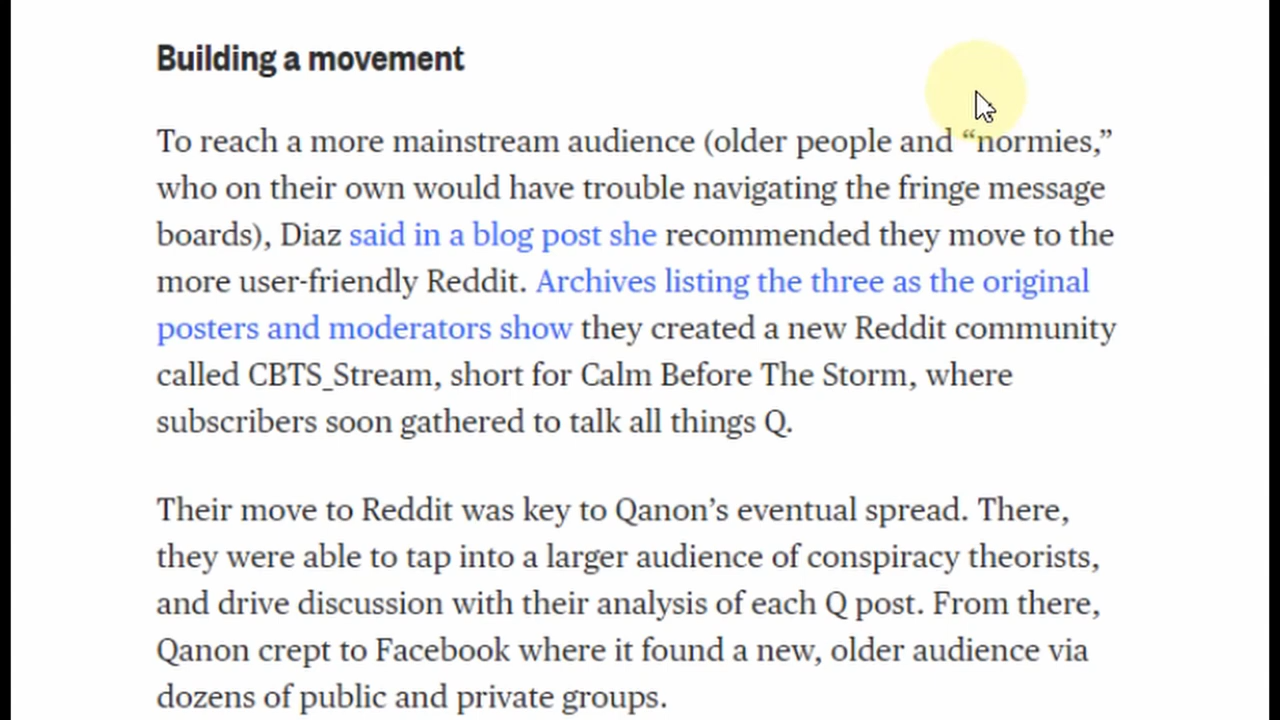 Building a movement
To reach a more mainstream audience (older people and “normies,”
who on their own would have trouble navigating the fringe message
boards), Diaz said in a blog post she recommended they move to the
more user-friendly Reddit. Archives listing the three as the original
posters and moderators show they created a new Reddit community
called CBTS_Stream, short for Calm Before The Storm, where
subscribers soon gathered to talk all things Q.
Their move to Reddit was key to Qanon’s eventual spread. There,
they were able to tap into a larger audience of conspiracy theorists,
and drive discussion with their analysis of each Q post. From there,
Qanon crept to Facebook where it found a new, older audience via
dozens of public and private groups.